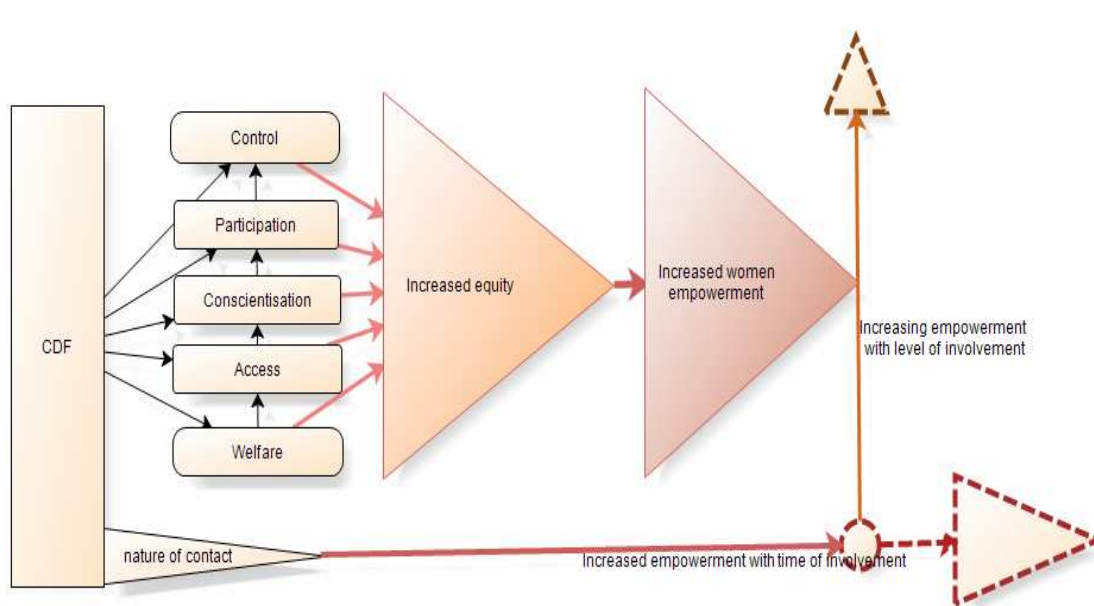 CDF
Control
Participation
Conscientisation
Access
Welfare
Increased equity
Increased women
empowerment
Increasing empowerment
with level of involvement
nature of contact
Increased empowerment with time of involvement